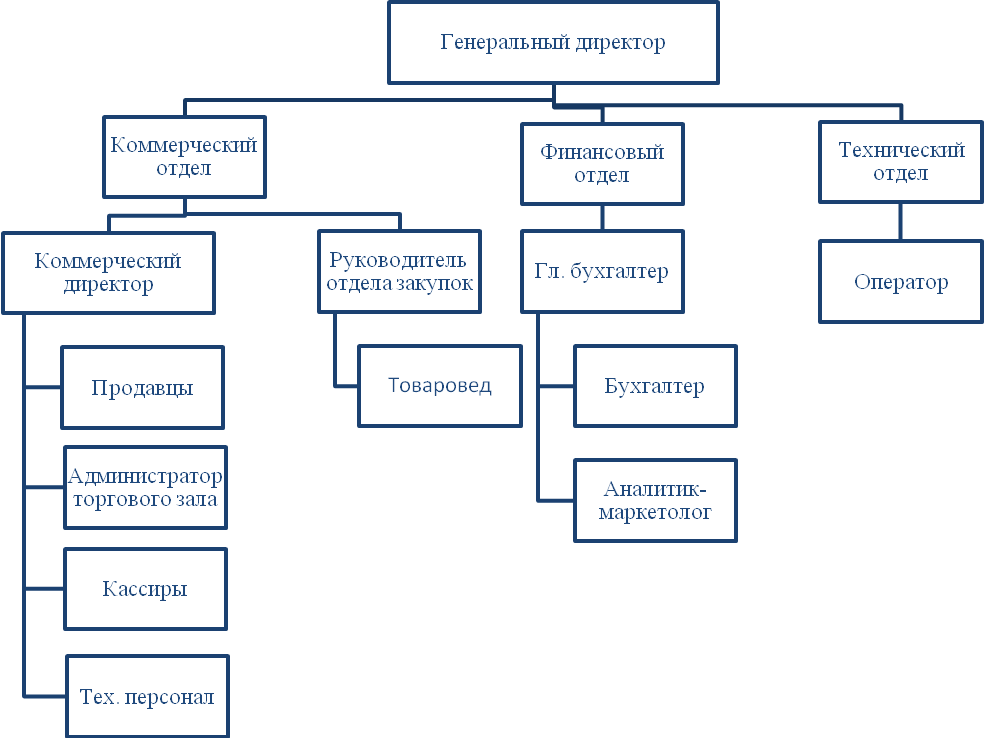 Генеральный директор
Коммерческий
отдел
Финансовый
отдел
Технический
отдел
Коммерческий
директор
Руководитель
отдела закупок
Гл. бухгалтер
Оператор
Продавцы
Товаровед
Бухгалтер
Администратор
торгового зала
Аналитик-
маркетолог
Кассиры
Тех. персонал